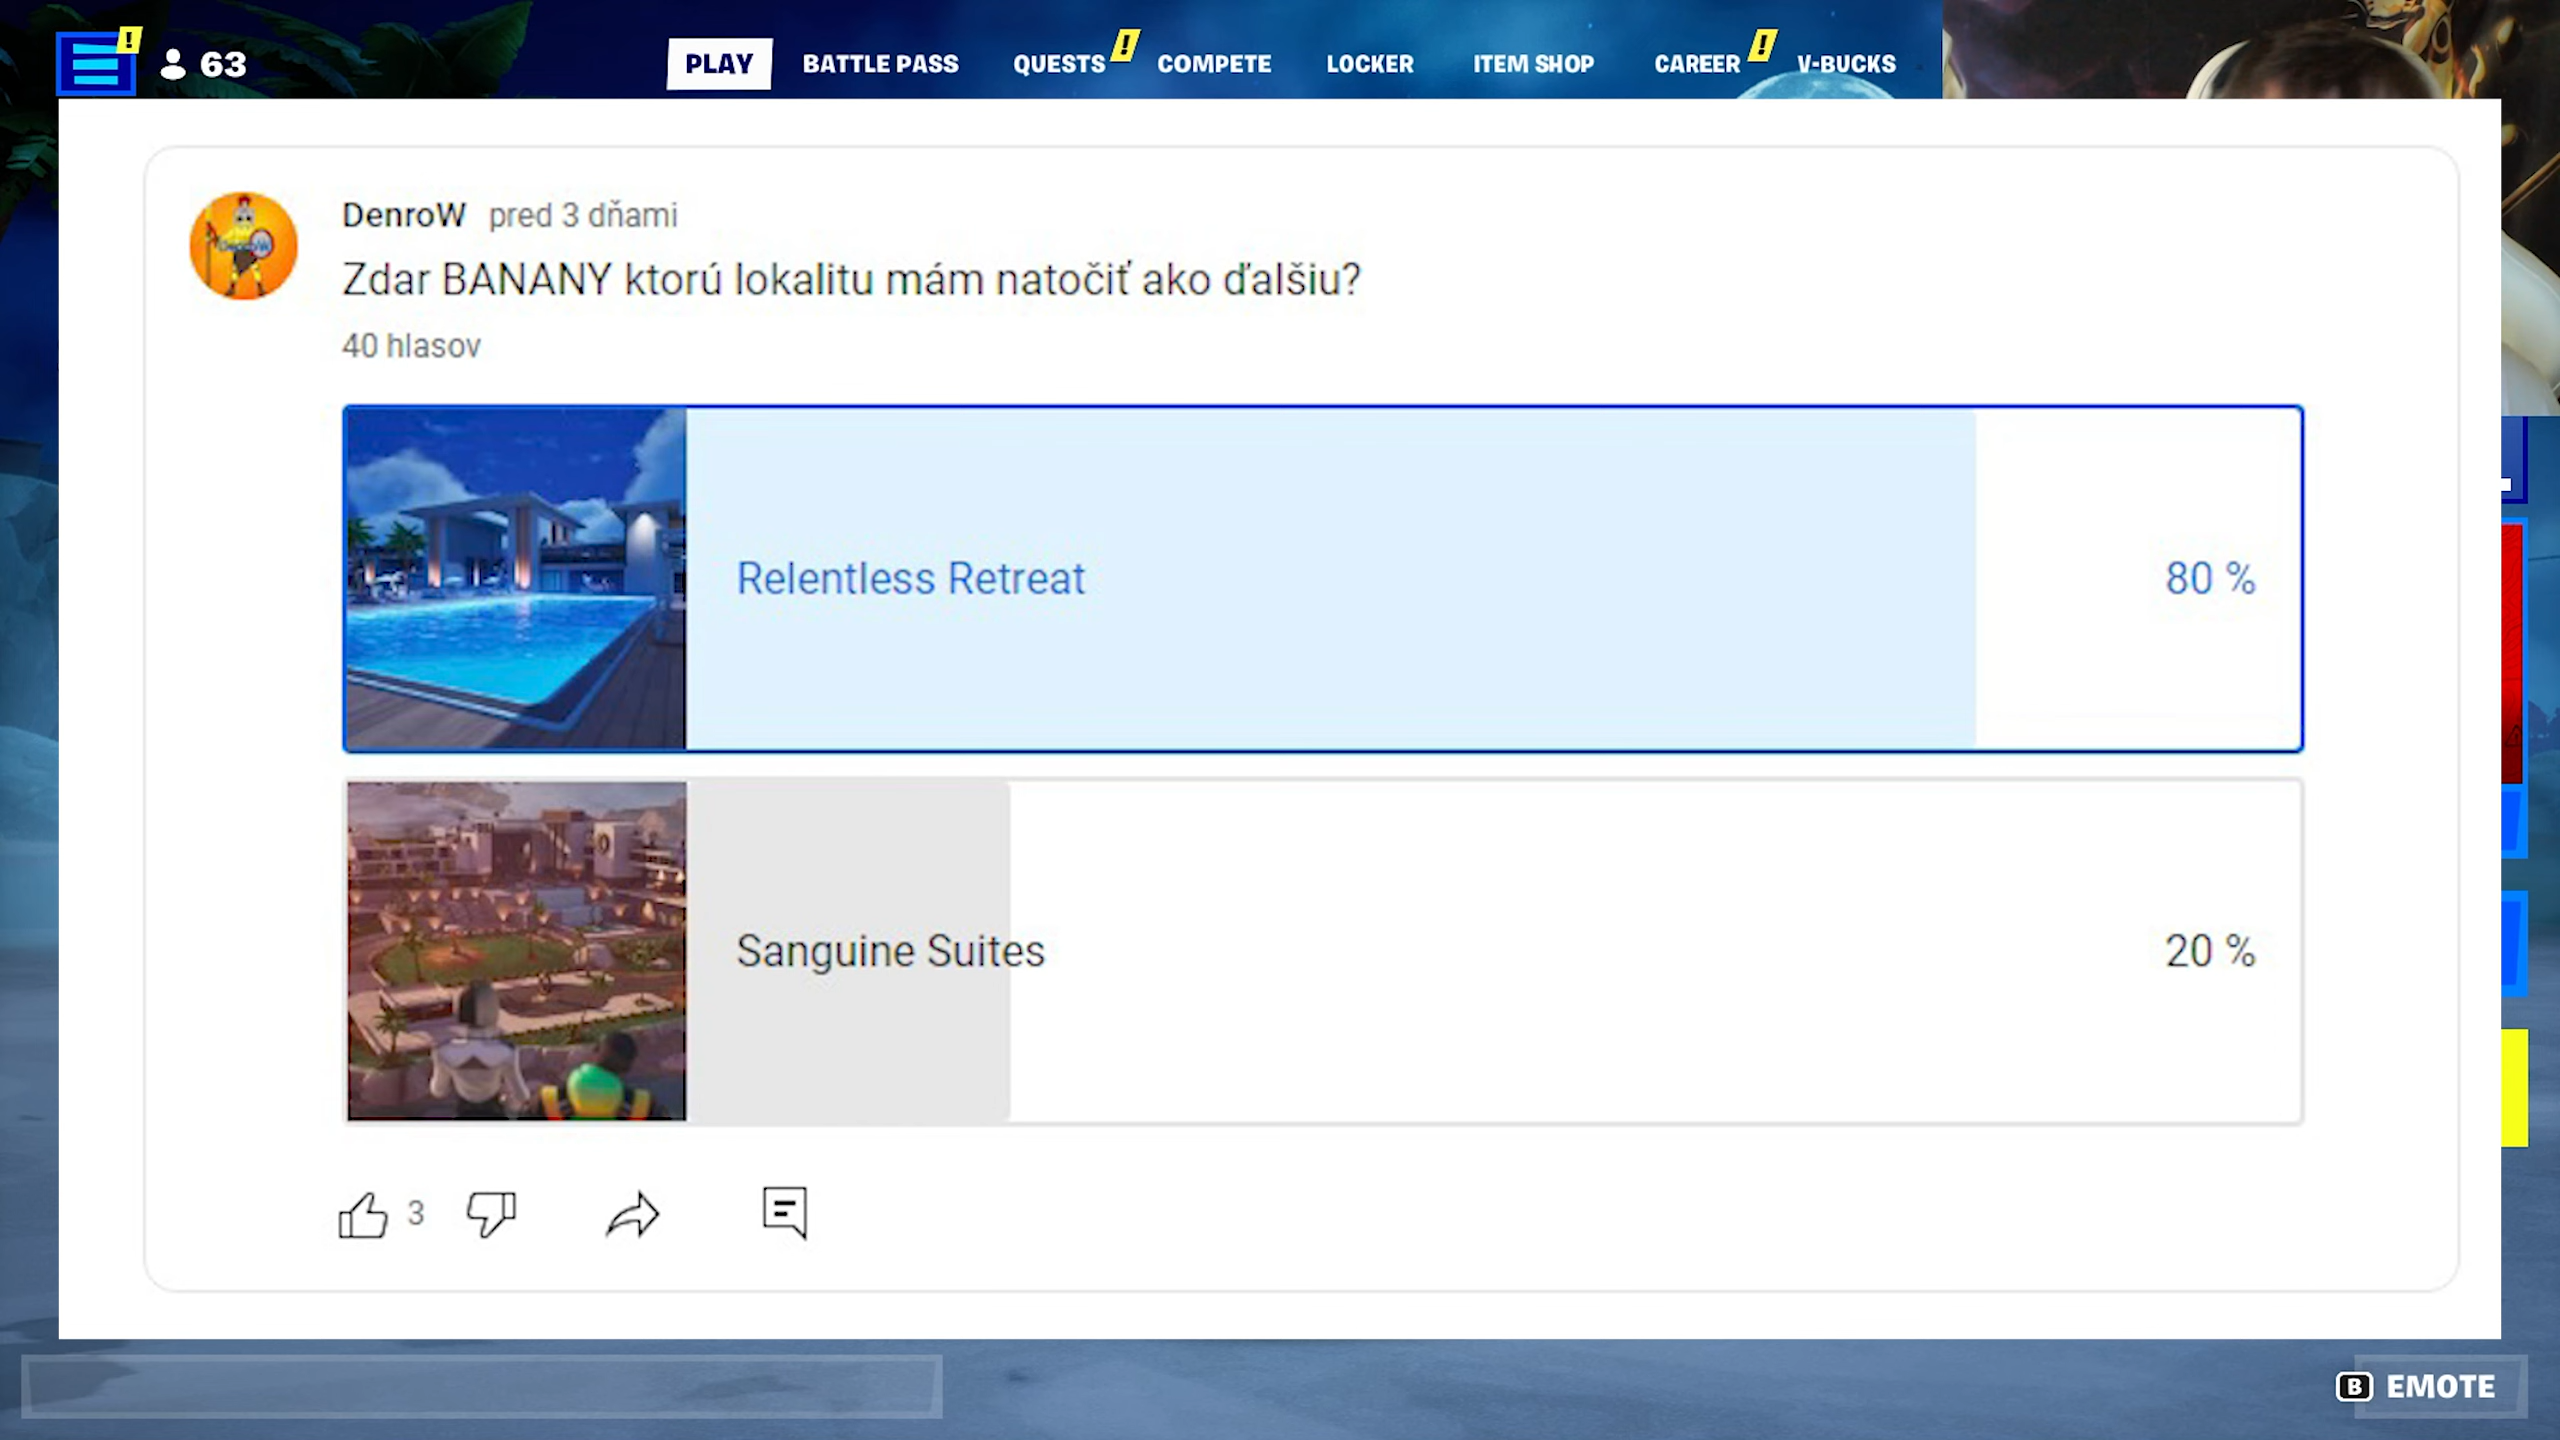 63
PLAY BATTLE PASS QUESTS ! COMPETE LOCKER ITEM SHOP CAREER ! V-BUCKS
DenroW pred 3 dňami
Zdar BANANY ktorú lokalitu mám natočiť ako ďalšiu?
40 hlasov
Relentless Retreat 80 %
Sanguine Suites 20 %
3
B EMOTE